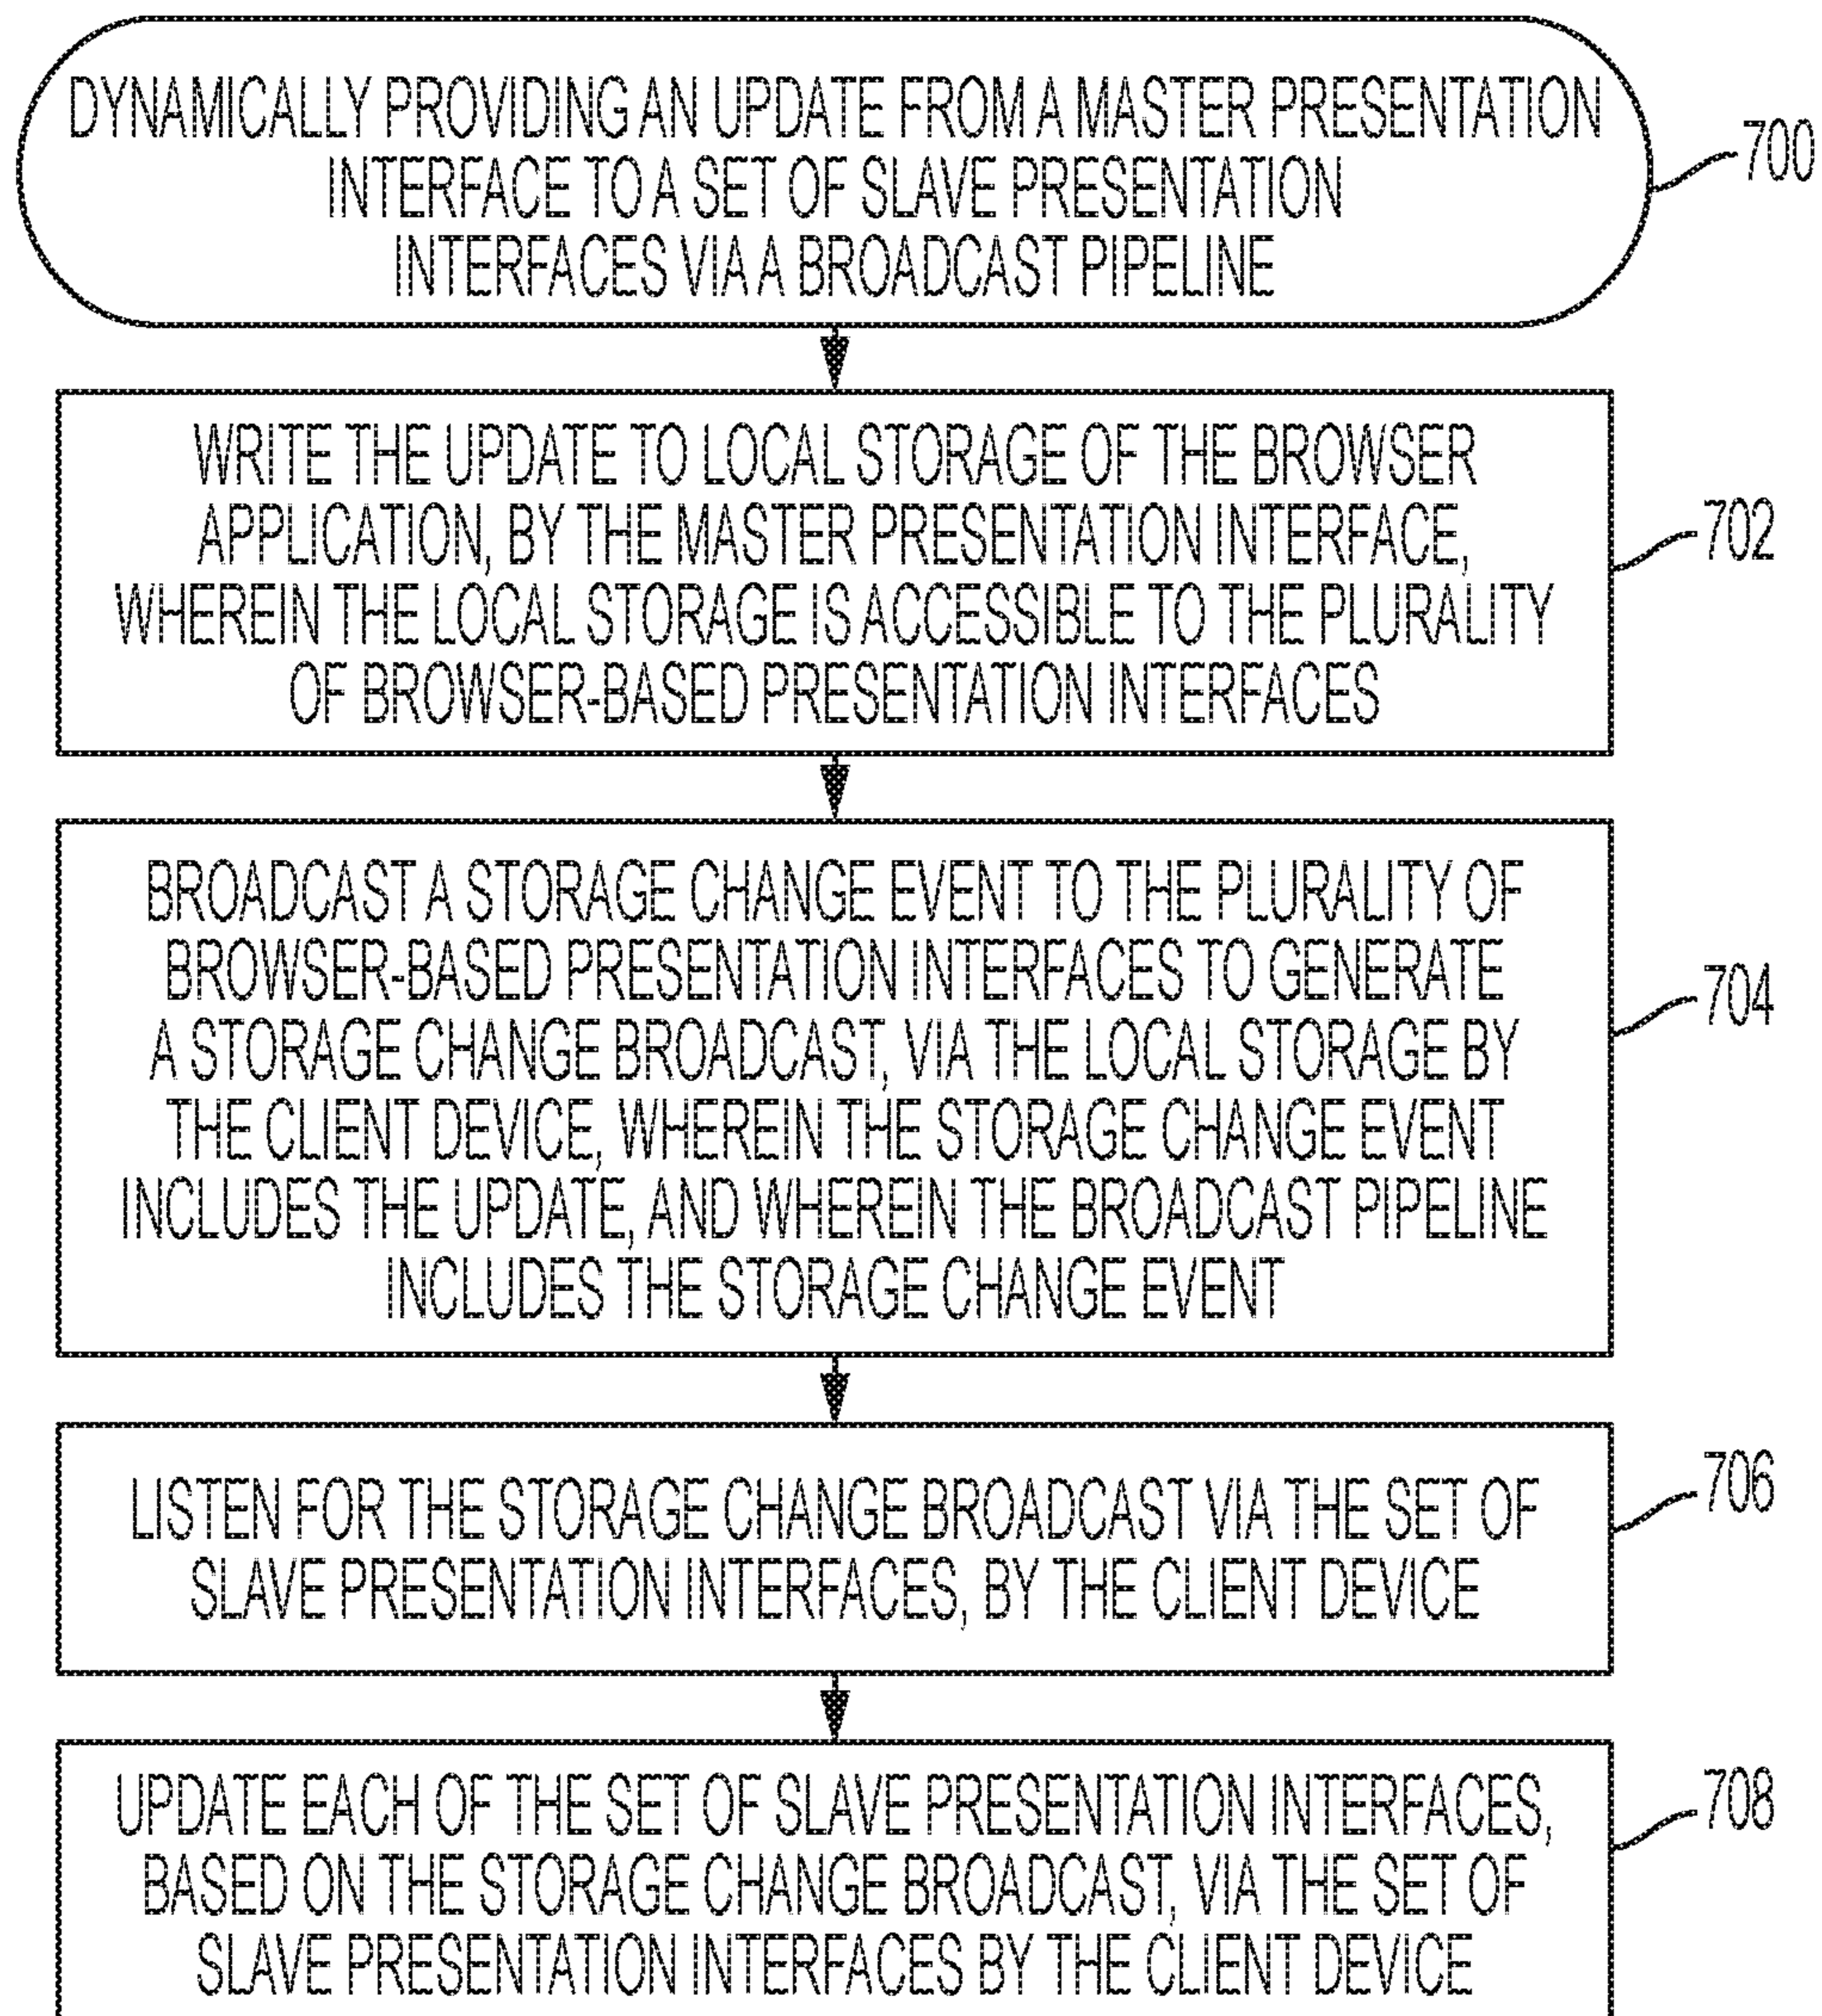 DYNAMICALLY PROVIDING AN UPDATE FROM A MASTER PRESENTATION
INTERFACE TO A SET OF SLAVE PRESENTATION
INTERFACES VIA A BROADCAST PIPELINE
700
WRITE THE UPDATE TO LOCAL STORAGE OF THE BROWSER
APPLICATION, BY THE MASTER PRESENTATION INTERFACE,
WHEREIN THE LOCAL STORAGE IS ACCESSIBLE TO THE PLURALITY
OF BROWSER-BASED PRESENTATION INTERFACES
702
BROADCAST A STORAGE CHANGE EVENT TO THE PLURALITY OF
BROWSER-BASED PRESENTATION INTERFACES TO GENERATE
A STORAGE CHANGE BROADCAST, VIA THE LOCAL STORAGE BY
THE CLIENT DEVICE, WHEREIN THE STORAGE CHANGE EVENT
INCLUDES THE UPDATE, AND WHEREIN THE BROADCAST PIPELINE
INCLUDES THE STORAGE CHANGE EVENT
704
LISTEN FOR THE STORAGE CHANGE BROADCAST VIA THE SET OF
SLAVE PRESENTATION INTERFACES, BY THE CLIENT DEVICE
706
UPDATE EACH OF THE SET OF SLAVE PRESENTATION INTERFACES,
BASED ON THE STORAGE CHANGE BROADCAST, VIA THE SET OF
SLAVE PRESENTATION INTERFACES BY THE CLIENT DEVICE
708